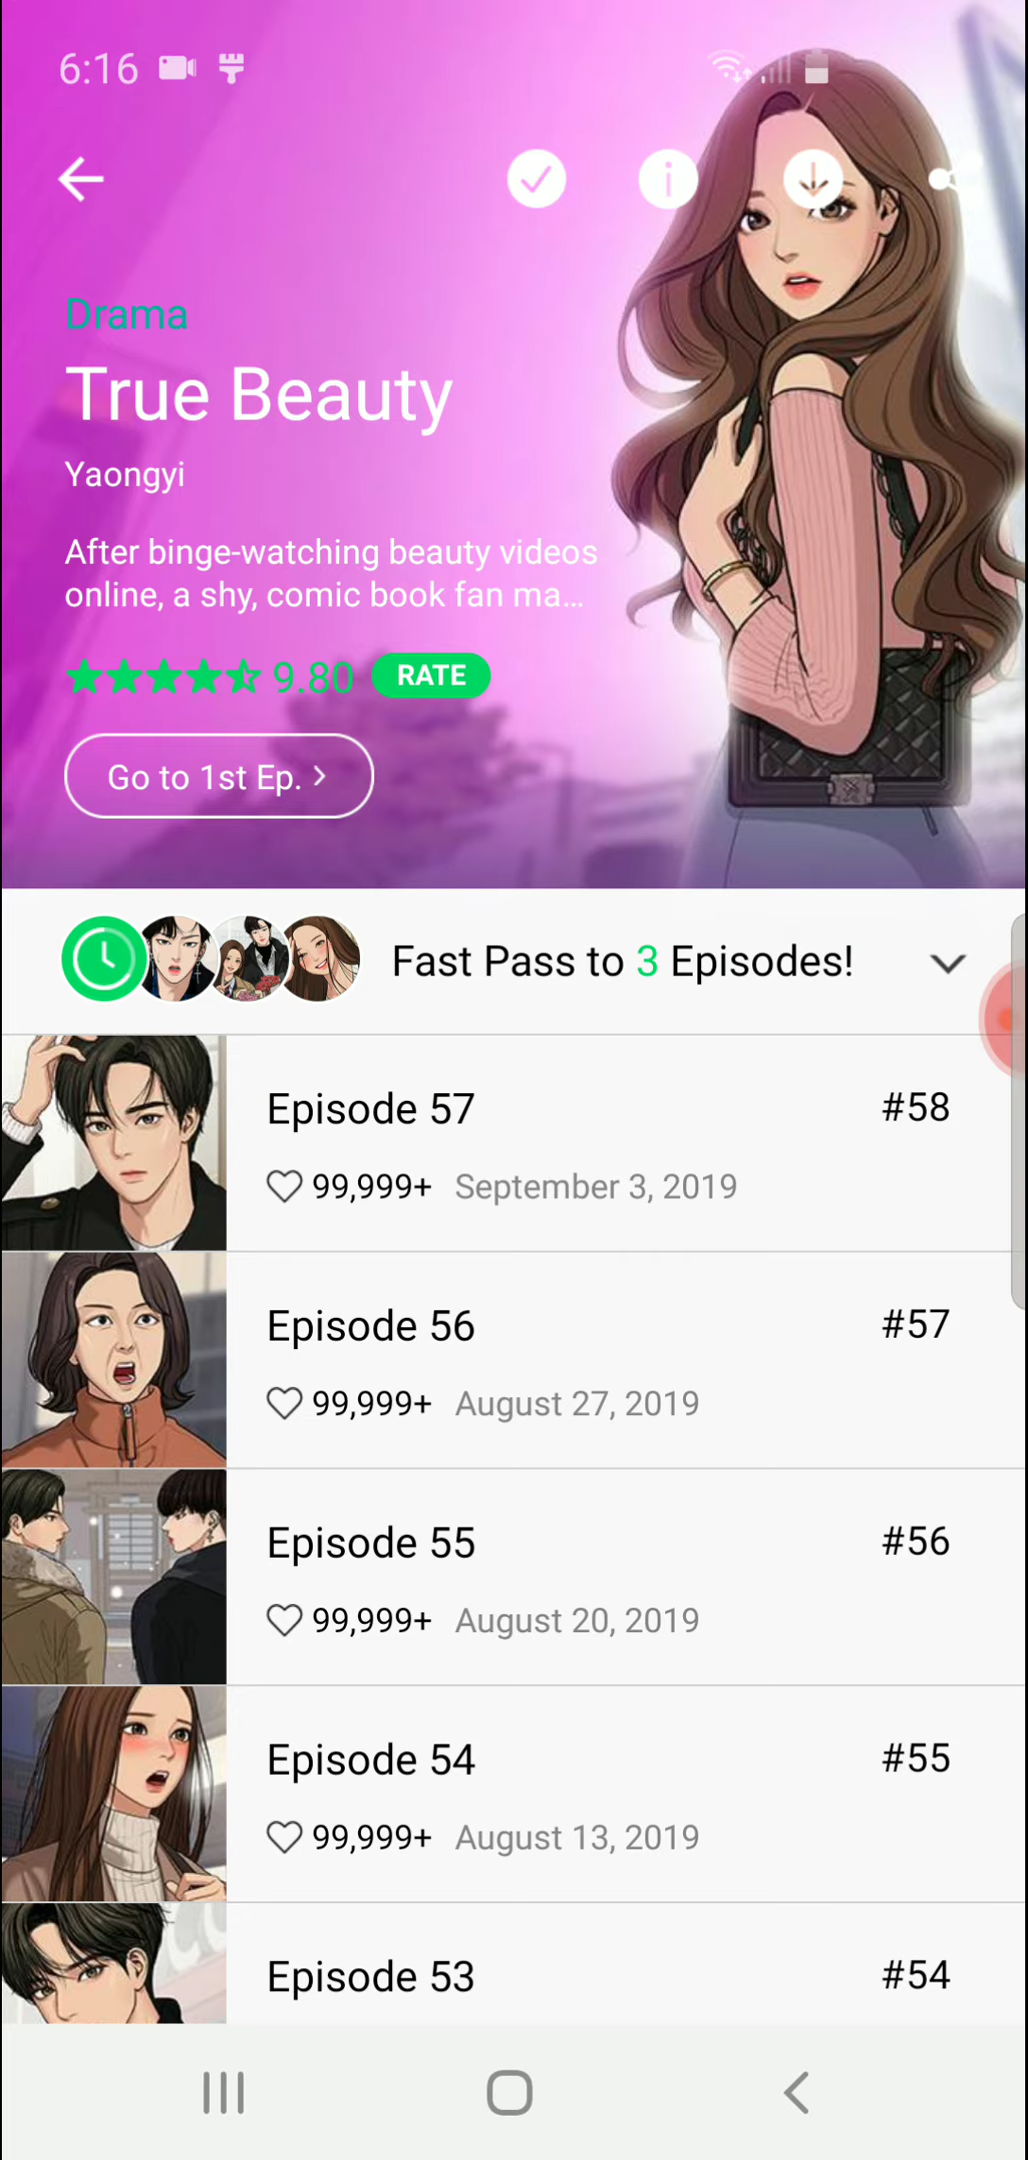 6:16
Drama
True Beauty
Yaongyi
After binge-watching beauty videos
online, a shy, comic book fan ma...
9.80 RATE
Go to 1st Ep. >
Fast Pass to 3 Episodes!
Episode 57 #58
99,999+ September 3, 2019
Episode 56 #57
99,999+ August 27, 2019
Episode 55 #56
99,999+ August 20, 2019
Episode 54 #55
99,999+ August 13, 2019
Episode 53 #54